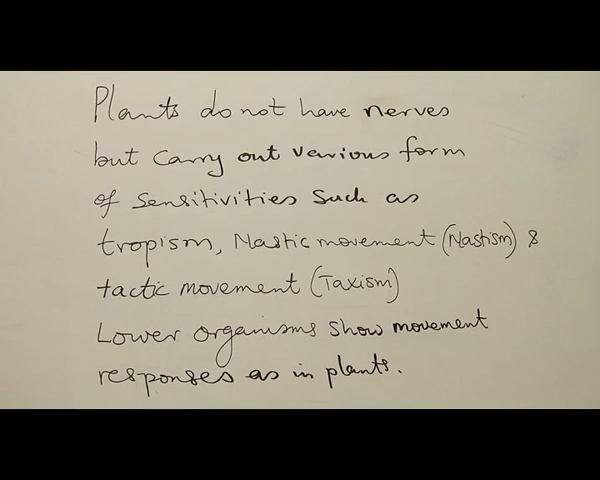 Plants do not have nerves
but carry out various form
of sensitivities such as
tropism, Nastic movement (Nastism) &
tactic movement (Taxism)
Lower organisms show movement
responses as in plants.